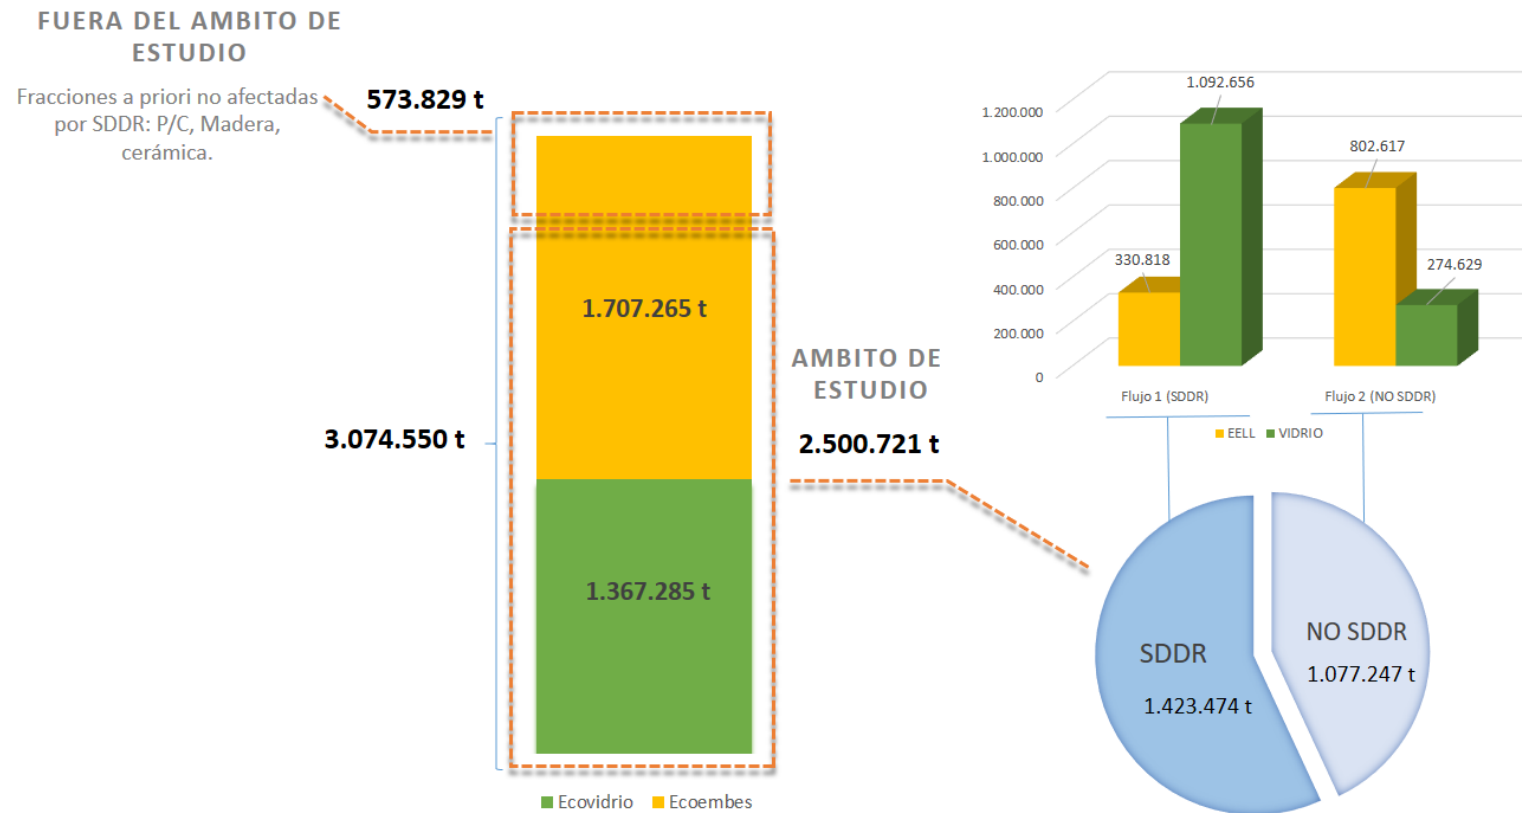 FUERA DEL AMBITO DE
ESTUDIO
Fracciones a priori no afectadas
por SDDR: P/C, Madera,
cerámica.
573.829 t
3.074.550 t
1.707.265 t
1.367.285 t
Ecovidrio
Ecoembes
AMBITO DE
ESTUDIO
2.500.721 t
1.200.000
1.000.000
800.000
600.000
400.000
200.000
0
330.818
1.092.656
802.617
274.629
Flujo 1 (SDDR)
Flujo 2 (NO SDDR)
EELL
VIDRIO
SDDR
1.423.474 t
NO SDDR
1.077.247 t